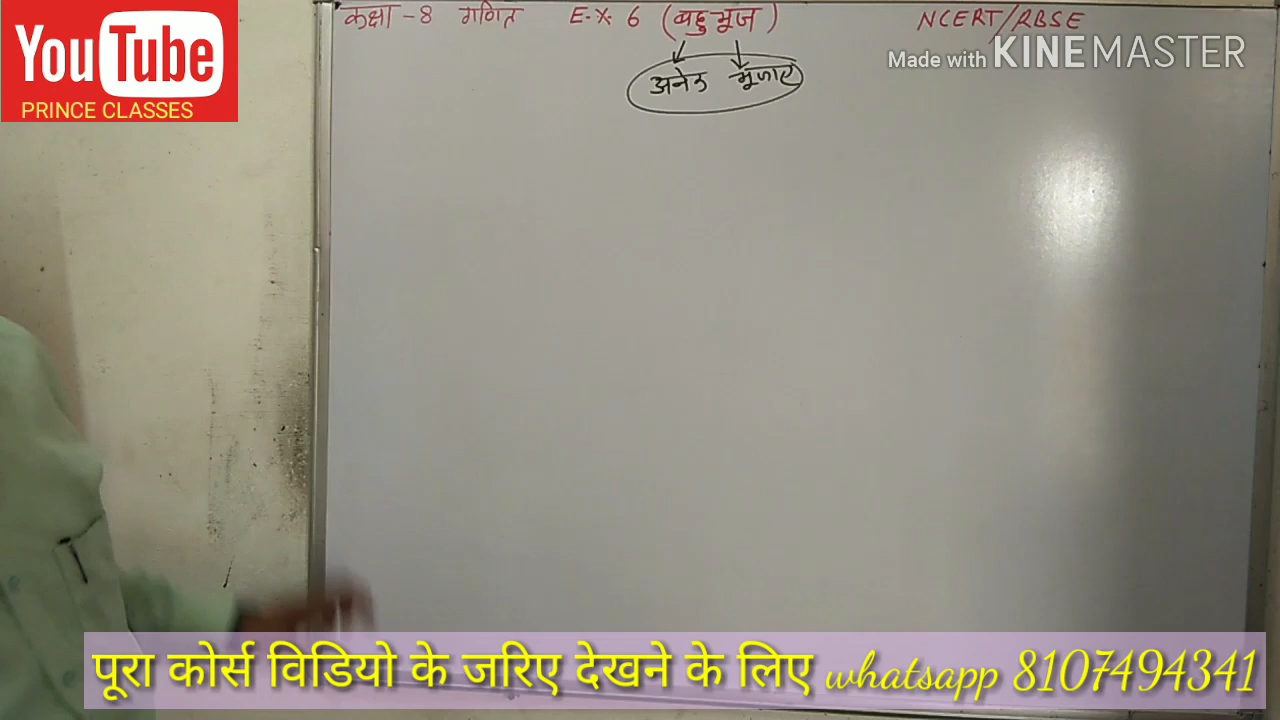 YouTube
PRINCE CLASSES
कक्षा - 8 गणित E.X. 6 (बहुभूज) NCERT/RBSE
Made with KINEMASTER
अनेक भूजाए
पूरा कोर्स विडियो के जरिए देखने के लिए whatsapp 8107494341